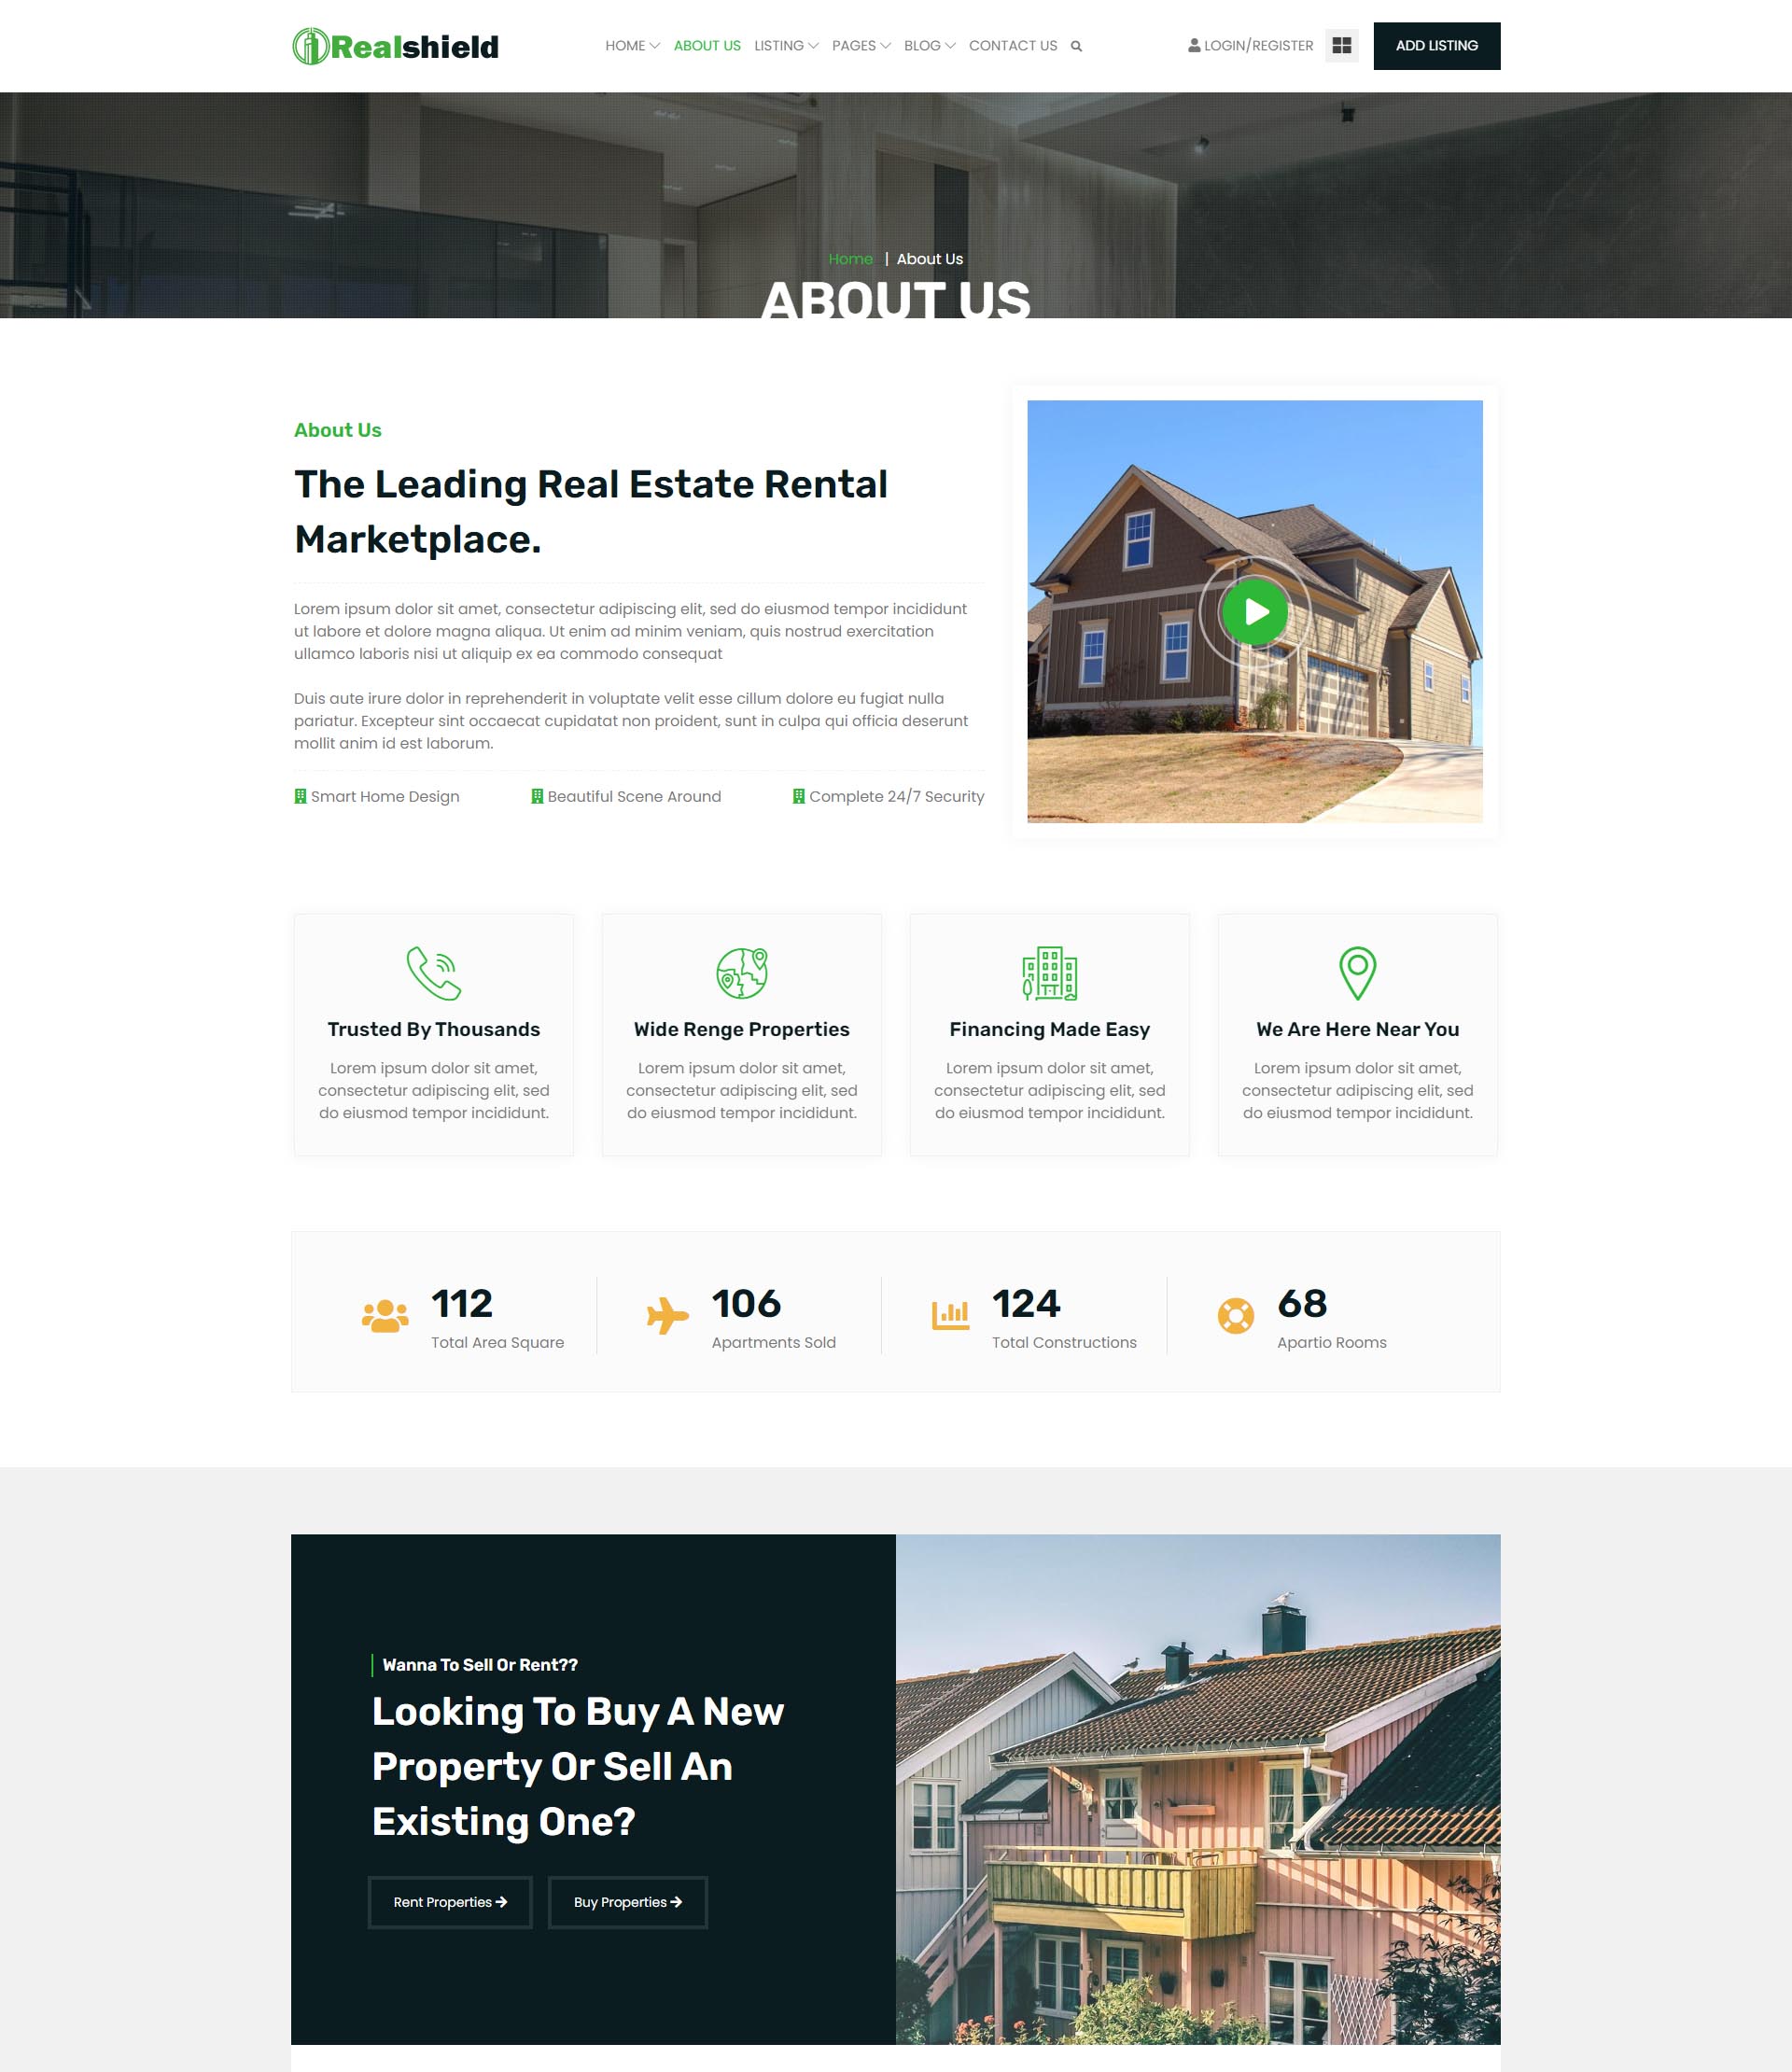 Realshield
HOME ABOUT US LISTING PAGES BLOG CONTACT US
LOGIN/REGISTER
ADD LISTING
Home | About Us
ABOUT US
About Us
The Leading Real Estate Rental
Marketplace.
Lorem ipsum dolor sit amet, consectetur adipiscing elit, sed do eiusmod tempor incididunt
ut labore et dolore magna aliqua. Ut enim ad minim veniam, quis nostrud exercitation
ullamco laboris nisi ut aliquip ex ea commodo consequat
Duis aute irure dolor in reprehenderit in voluptate velit esse cillum dolore eu fugiat nulla
pariatur. Excepteur sint occaecat cupidatat non proident, sunt in culpa qui officia deserunt
mollit anim id est laborum.
Smart Home Design
Beautiful Scene Around
Complete 24/7 Security
Trusted By Thousands
Lorem ipsum dolor sit amet,
consectetur adipiscing elit, sed
do eiusmod tempor incididunt.
Wide Renge Properties
Lorem ipsum dolor sit amet,
consectetur adipiscing elit, sed
do eiusmod tempor incididunt.
Financing Made Easy
Lorem ipsum dolor sit amet,
consectetur adipiscing elit, sed
do eiusmod tempor incididunt.
We Are Here Near You
Lorem ipsum dolor sit amet,
consectetur adipiscing elit, sed
do eiusmod tempor incididunt.
112
Total Area Square
106
Apartments Sold
124
Total Constructions
68
Apartio Rooms
Wanna To Sell Or Rent??
Looking To Buy A New
Property Or Sell An
Existing One?
Rent Properties
Buy Properties